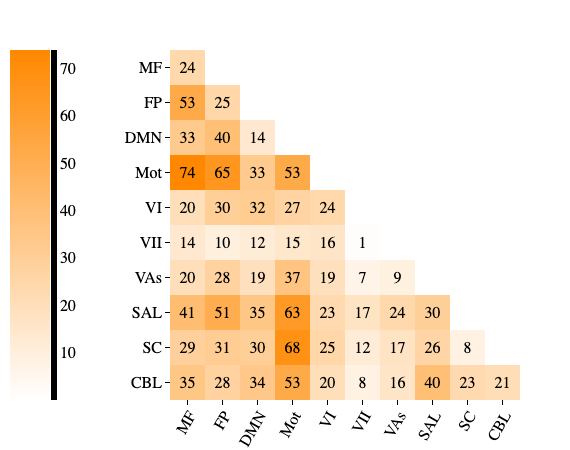 70
60
50
40
30
20
10
MF 24
FP 53 25
DMN 33 40 14
Mot 74 65 33 53
VI 20 30 32 27 24
VII 14 10 12 15 16 1
VAs 20 28 19 37 19 7 9
SAL 41 51 35 63 23 17 24 30
SC 29 31 30 68 25 12 17 26 8
CBL 35 28 34 53 20 8 16 40 23 21
MF FP DMN Mot VI VII VAs SAL SC CBL